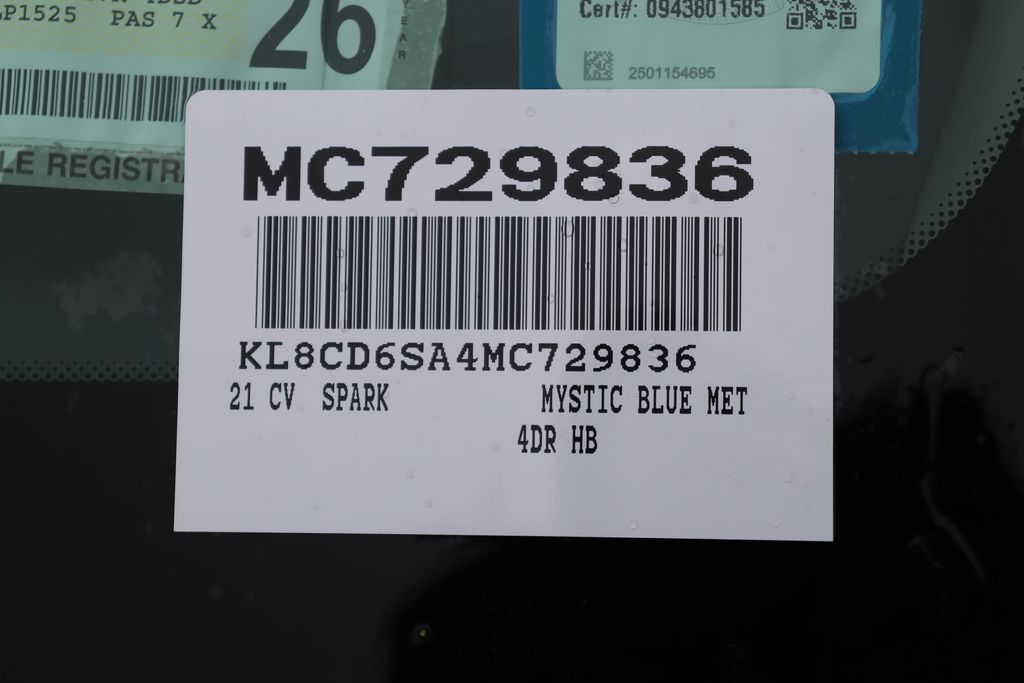 P1525 PAS 7 X
26
YEAR
LE REGISTR
Cert#: 0943801585
2501154695
MC729836
KL8CD6SA4MC729836
21 CV SPARK MYSTIC BLUE MET
4DR HB